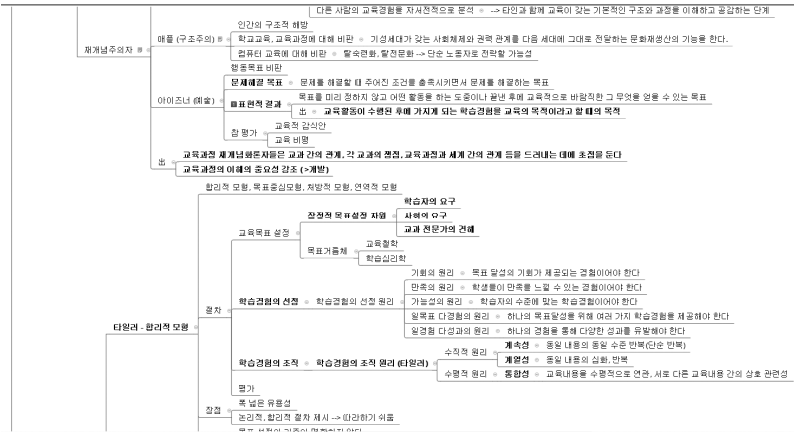 다른 사람의 교육경험을 자서전적으로 분석 --> 타인과 함께 교육이 갖는 기본적인 구조와 과정을 이해하고 공감하는 단계
재개념주의자
애플 (구조주의)
인간의 구조적 해방
학교교육, 교육과정에 대해 비판 기성세대가 갖는 사회체제와 권력 관계를 다음 세대에 그대로 전달하는 문화재생산의 기능을 한다.
컴퓨터 교육에 대해 비판 탈숙련화, 탈전문화 --> 단순 노동자로 전락할 가능성
아이즈너 (예술)
행동목표 비판
문제해결 목표 문제를 해결할 때 주어진 조건을 충족시키면서 문제를 해결하는 목표
표현적 결과
목표를 미리 정하지 않고 어떤 활동을 하는 도중이나 끝낸 후에 교육적으로 바람직한 그 무엇을 얻을 수 있는 목표
出 교육활동이 수행된 후에 가지게 되는 학습경험을 교육의 목적이라고 할 때의 목적
참 평가
교육적 감식안
교육 비평
出
교육과정 재개념화론자들은 교과 간의 관계, 각 교과의 쟁점, 교육과정과 세계 간의 관계 등을 드러내는 데에 초점을 둔다
교육과정의 이해의 중요성 강조 (>개발)
타일러 - 합리적 모형
합리적 모형, 목표중심모형, 처방적 모형, 연역적 모형
절차
교육목표 설정
잠정적 목표설정 자원
학습자의 요구
사회의 요구
교과 전문가의 견해
목표거름체
교육철학
학습심리학
학습경험의 선정 학습경험의 선정 원리
기회의 원리 목표 달성의 기회가 제공되는 경험이어야 한다
만족의 원리 학생들이 만족를 느낄 수 있는 경험이어야 한다
가능성의 원리 학습자의 수준에 맞는 학습경험이어야 한다
일목표 다경험의 원리 하나의 목표달성을 위해 여러 가지 학습경험을 제공해야 한다
일경험 다성과의 원리 하나의 경험을 통해 다양한 성과를 유발해야 한다
학습경험의 조직 학습경험의 조직 원리 (타일러)
수직적 원리
계속성 동일 내용의 동일 수준 반복(단순 반복)
계열성 동일 내용의 심화, 반복
수평적 원리 통합성 교육내용을 수평적으로 연관, 서로 다른 교육내용 간의 상호 관련성
평가
장점
폭 넓은 유용성
논리적, 합리적 절차 제시 --> 따라하기 쉬움